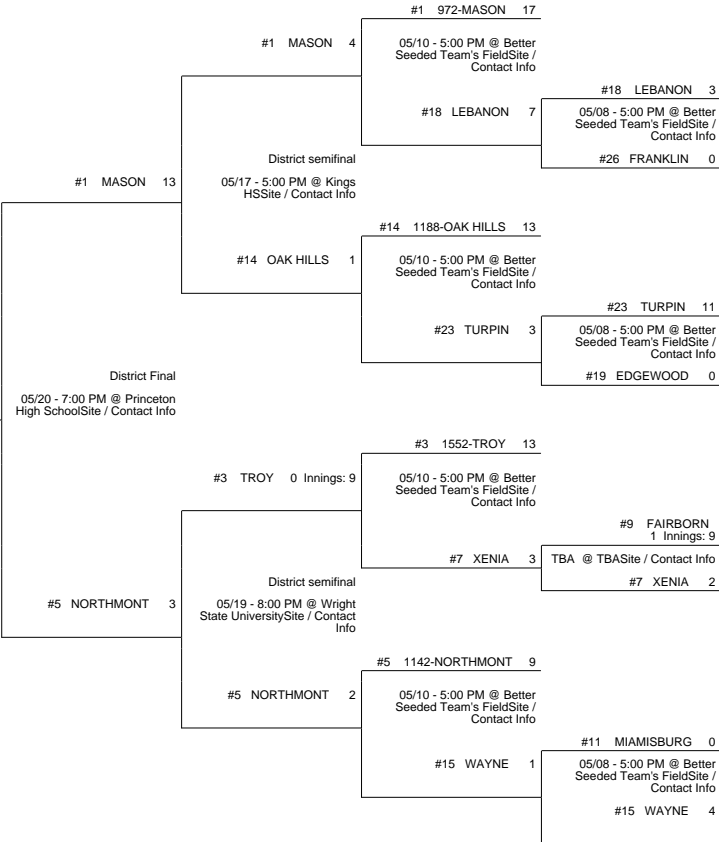 #1 972-MASON 17
#1 MASON 4
05/10 - 5:00 PM @ Better
Seeded Team's FieldSite /
Contact Info
#18 LEBANON 3
#18 LEBANON 7
05/08 - 5:00 PM @ Better
Seeded Team's FieldSite /
Contact Info
#26 FRANKLIN 0
District semifinal
#1 MASON 13
05/17 - 5:00 PM @ Kings
HSSite / Contact Info
#14 1188-OAK HILLS 13
#14 OAK HILLS 1
05/10 - 5:00 PM @ Better
Seeded Team's FieldSite /
Contact Info
#23 TURPIN 11
#23 TURPIN 3
05/08 - 5:00 PM @ Better
Seeded Team's FieldSite /
Contact Info
#19 EDGEWOOD 0
District Final
05/20 - 7:00 PM @ Princeton
High SchoolSite / Contact Info
#3 1552-TROY 13
#3 TROY 0 Innings: 9
05/10 - 5:00 PM @ Better
Seeded Team's FieldSite /
Contact Info
#9 FAIRBORN
1 Innings: 9
#7 XENIA 3
TBA @ TBASite / Contact Info
#7 XENIA 2
District semifinal
#5 NORTHMONT 3
05/19 - 8:00 PM @ Wright
State UniversitySite / Contact
Info
#5 1142-NORTHMONT 9
#5 NORTHMONT 2
05/10 - 5:00 PM @ Better
Seeded Team's FieldSite /
Contact Info
#11 MIAMISBURG 0
#15 WAYNE 1
05/08 - 5:00 PM @ Better
Seeded Team's FieldSite /
Contact Info
#15 WAYNE 4